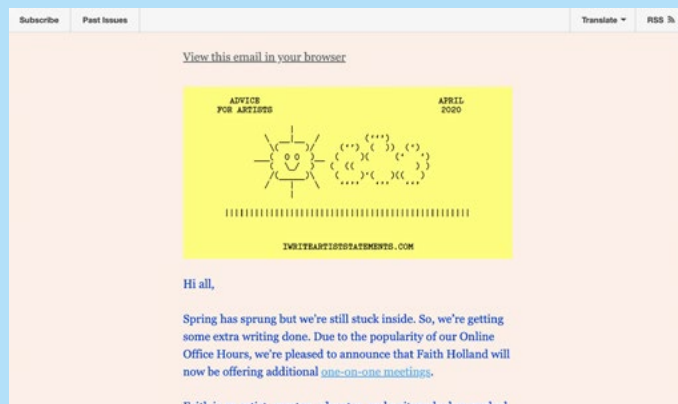 Subscribe Past Issues Translate RSS
View this email in your browser
ADVICE APRIL
FOR ARTISTS 2020
IWRITEARTISTSTATEMENTS.COM
Hi all,
Spring has sprung but we're still stuck inside. So, we're getting
some extra writing done. Due to the popularity of our Online
Office Hours, we're pleased to announce that Faith Holland will
now be offering additional one-on-one meetings.